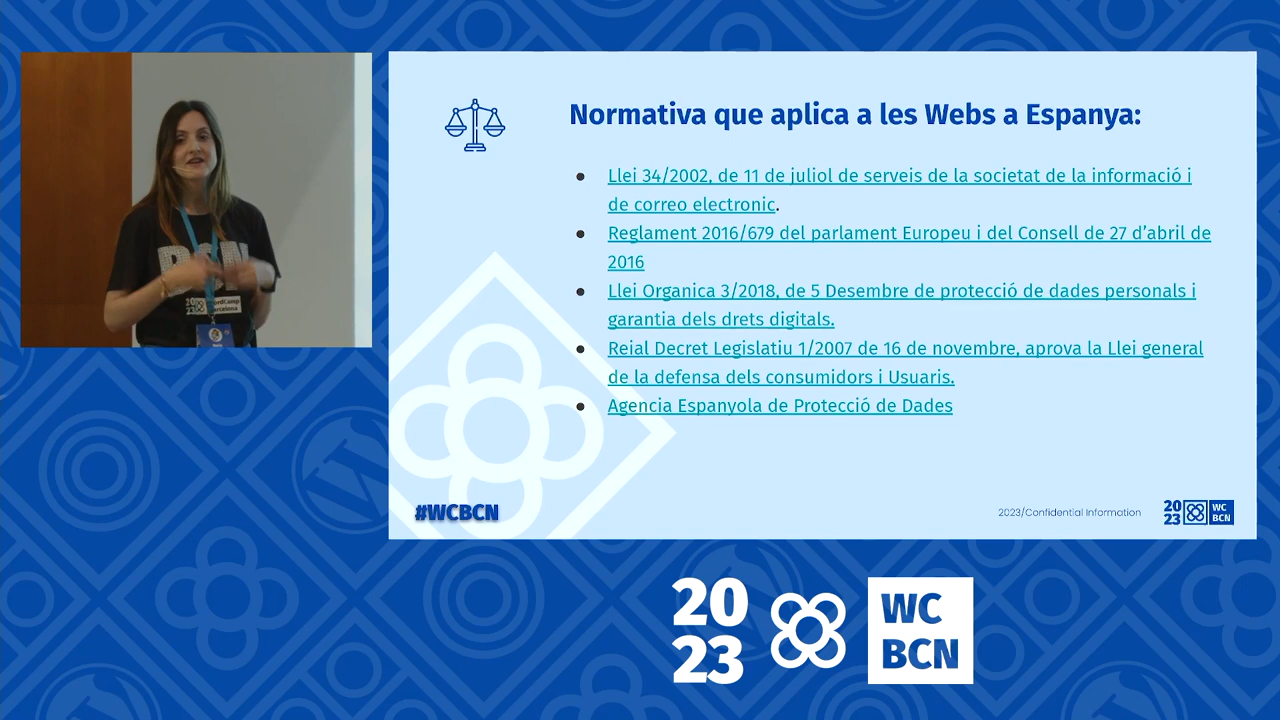 Normativa que aplica a les Webs a Espanya:
Llei 34/2002, de 11 de juliol de serveis de la societat de la informació i
de correo electronic.
Reglament 2016/679 del parlament Europeu i del Consell de 27 d’abril de
2016
Llei Organica 3/2018, de 5 Desembre de protecció de dades personals i
garantia dels drets digitals.
Reial Decret Legislatiu 1/2007 de 16 de novembre, aprova la Llei general
de la defensa dels consumidors i Usuaris.
Agencia Espanyola de Protecció de Dades
#WCBCN
2023/Confidential Information
20
23
WC
BCN
BCN
20
WordCamp
Barcelona
20
23
WC
BCN